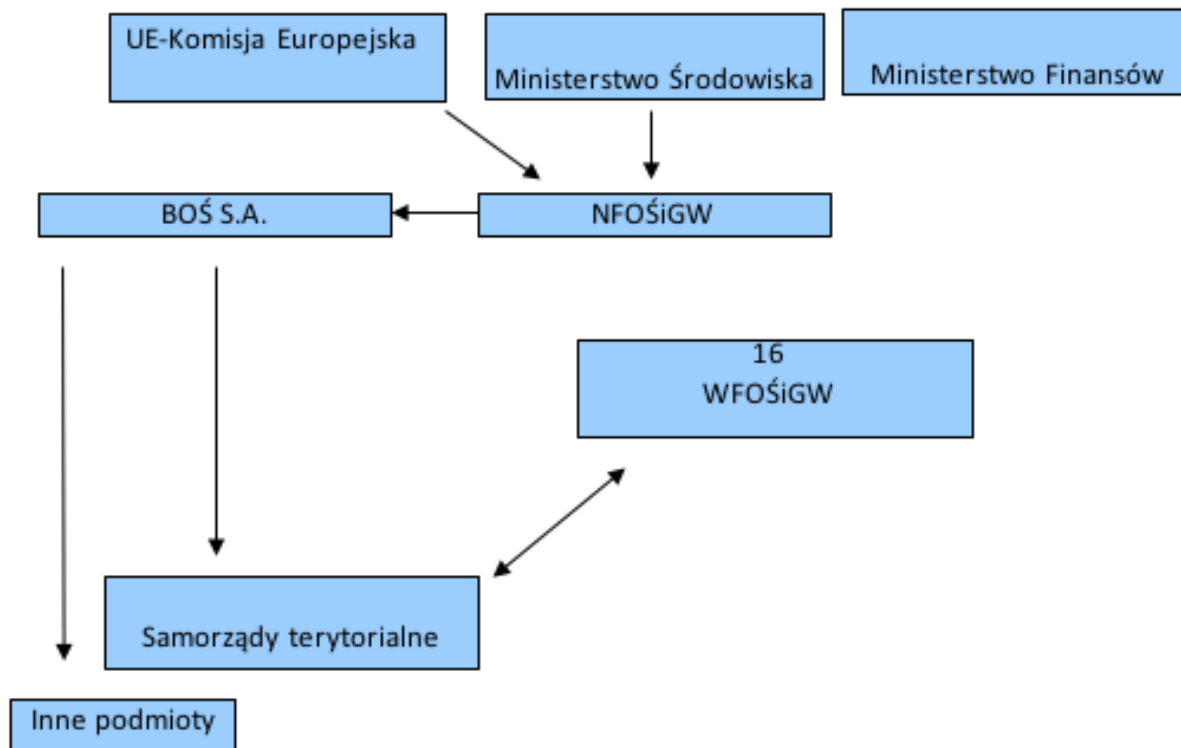 UE-Komisja Europejska
Ministerstwo Środowiska
Ministerstwo Finansów
BOŚ S.A.
NFOŚiGW
16
WFOŚiGW
Samorządy terytorialne
Inne podmioty